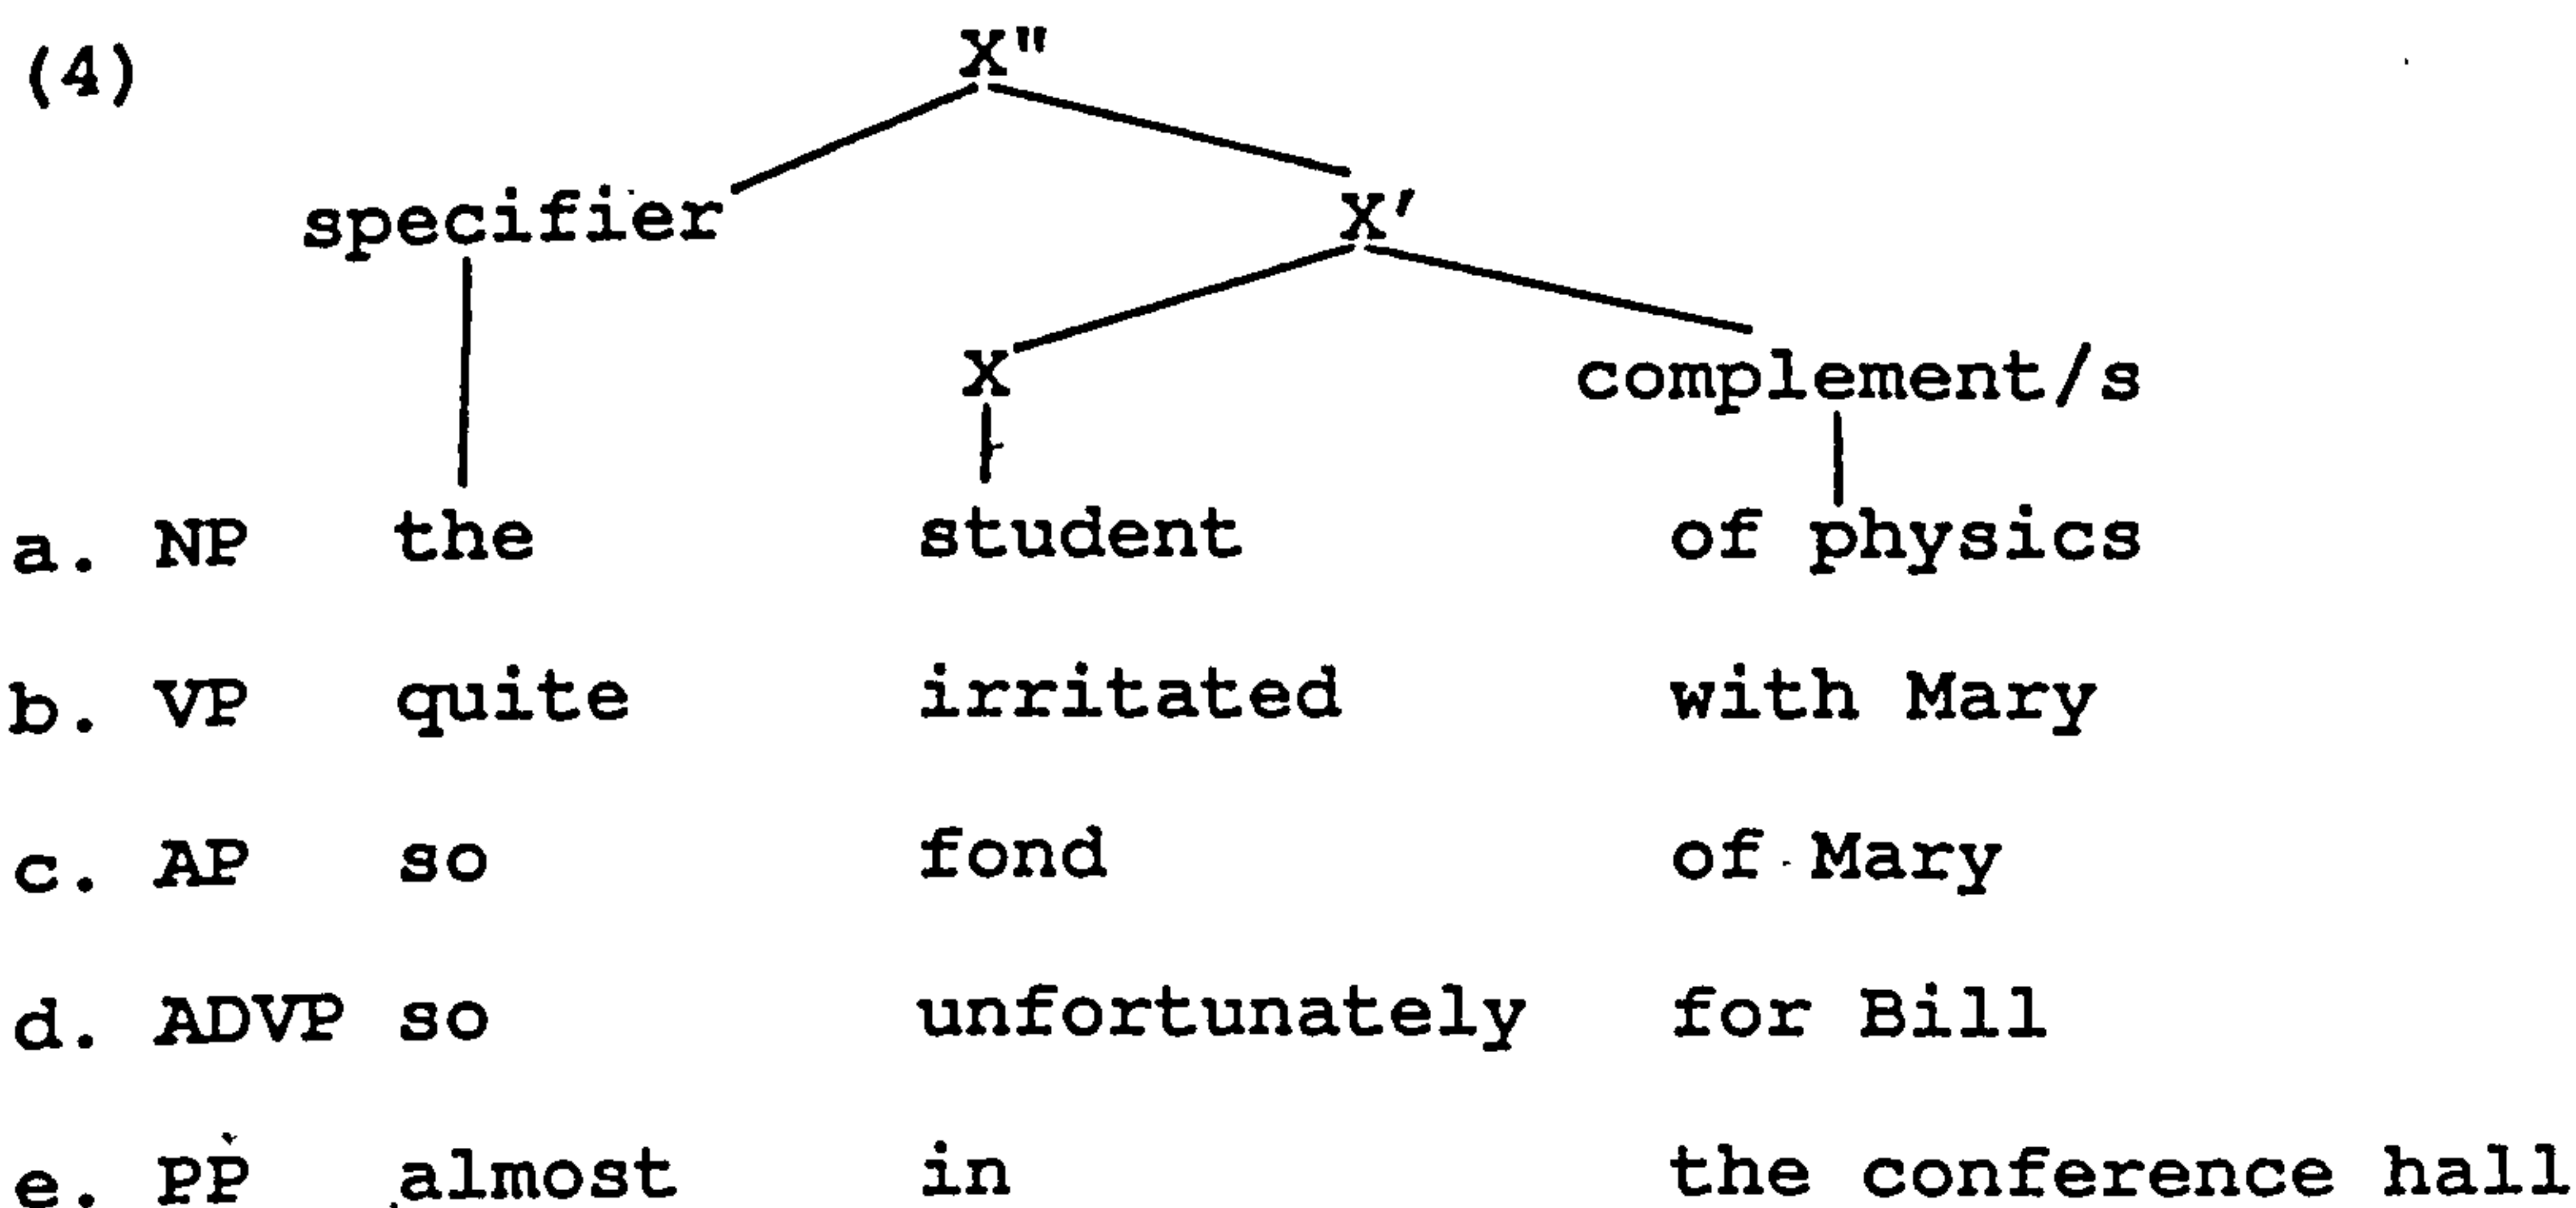 (4) X"
specifier X'
X complement/s
a. NP the student of physics
b. VP quite irritated with Mary
c. AP so fond of Mary
d. ADVP so unfortunately for Bill
e. PP almost in the conference hall